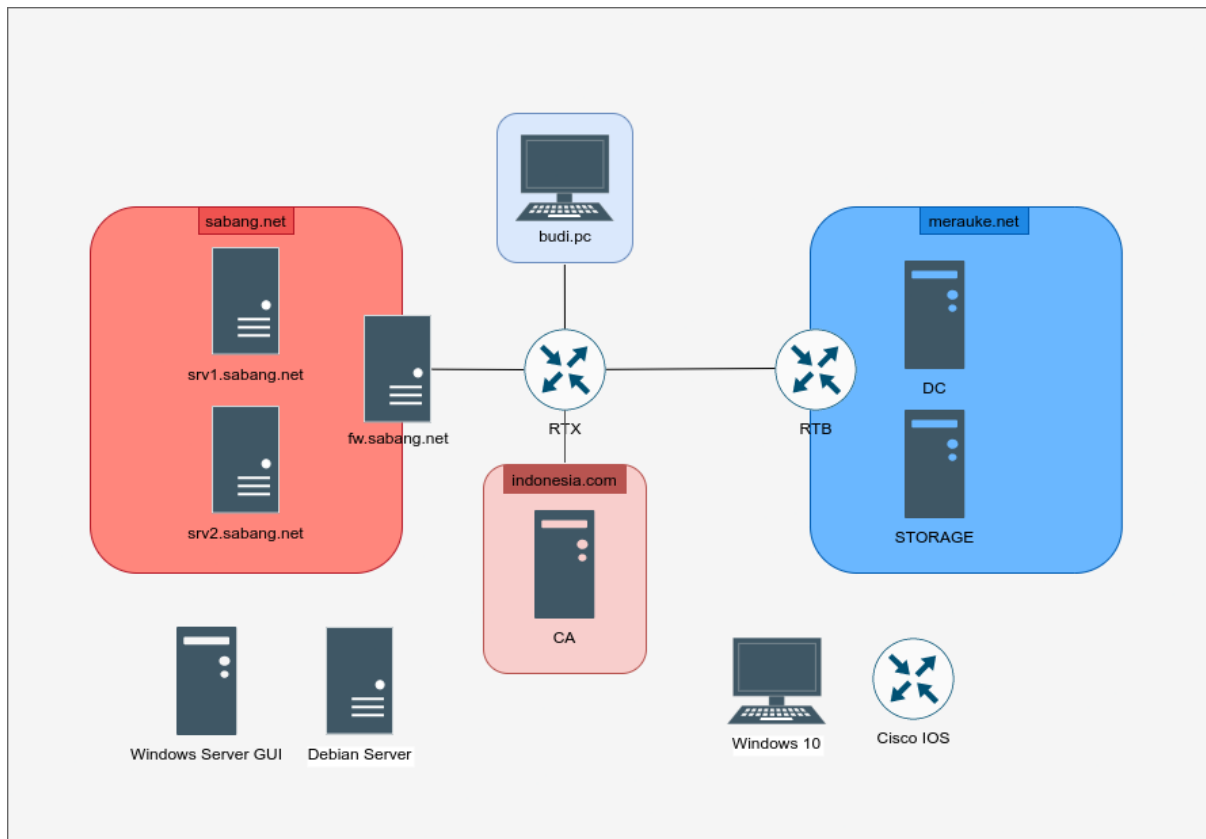 budi.pc
sabang.net
srv1.sabang.net
srv2.sabang.net
fw.sabang.net
RTX
RTB
merauke.net
DC
STORAGE
indonesia.com
CA
Windows Server GUI
Debian Server
Windows 10
Cisco IOS